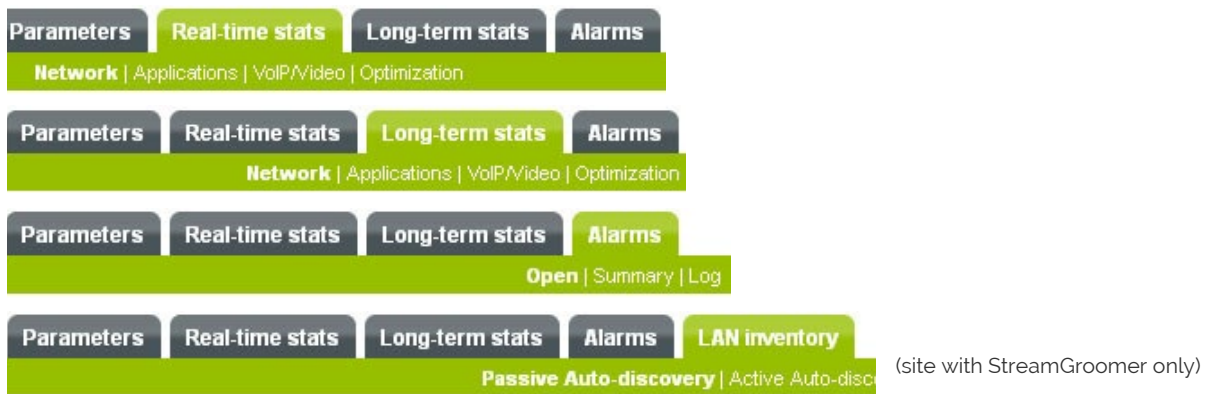 Parameters Real-time stats Long-term stats Alarms
Network | Applications | VoIP/Video | Optimization
Parameters Real-time stats Long-term stats Alarms
Network | Applications | VoIP/Video | Optimization
Parameters Real-time stats Long-term stats Alarms
Open | Summary | Log
Parameters Real-time stats Long-term stats Alarms LAN inventory
(site with StreamGroomer only)
Passive Auto-discovery | Active Auto-disc